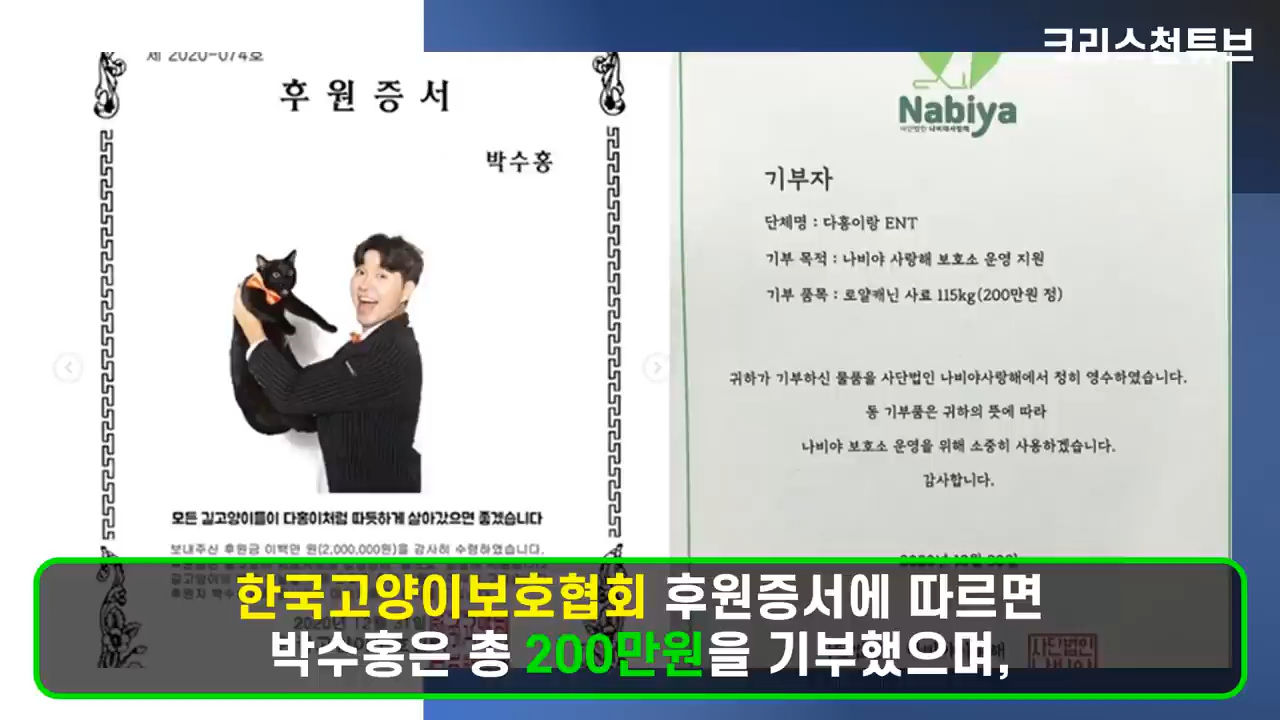 크리스천튜브
제 2020-074호
후원증서
박수홍
모든 길고양이들이 다홍이처럼 따듯하게 살아갔으면 좋겠습니다
보내주신 후원금 이백만 원(2,000,000원)을 감사히 수령하였습니다.
Nabiya
사단법인 나비야사랑해
기부자
단체명 : 다홍이랑 ENT
기부 목적 : 나비야 사랑해 보호소 운영 지원
기부 품목 : 로얄캐닌 사료 115kg(200만원 정)
귀하가 기부하신 물품을 사단법인 나비야사랑해에서 정히 영수하였습니다.
동 기부품은 귀하의 뜻에 따라
나비야 보호소 운영을 위해 소중히 사용하겠습니다.
감사합니다.
한국고양이보호협회 후원증서에 따르면
박수홍은 총 200만원을 기부했으며,